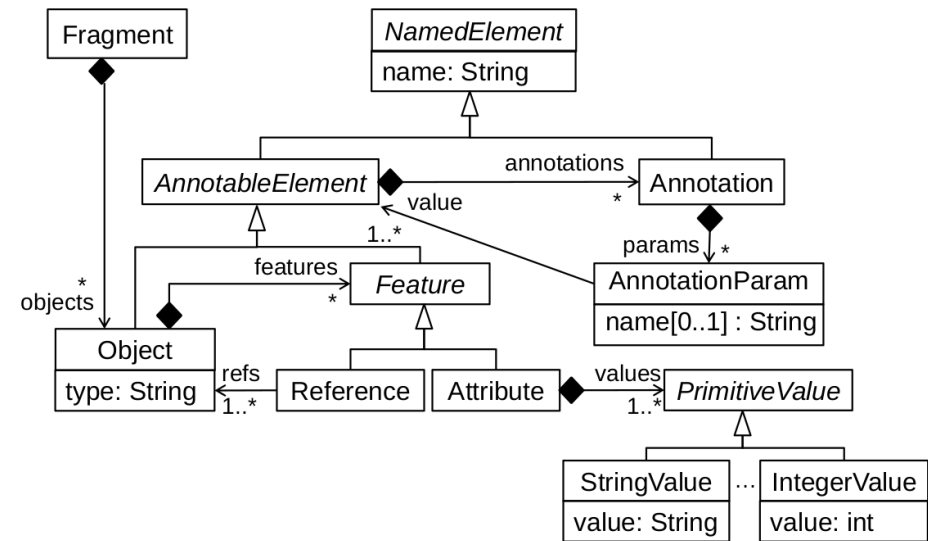 Fragment
NamedElement
name: String
AnnotableElement
annotations
*
Annotation
value
1..*
params
*
features
*
Feature
AnnotationParam
name[0..1] : String
*
objects
Object
type: String
refs
1..*
Reference
Attribute
values
1..*
PrimitiveValue
StringValue
value: String
...
IntegerValue
value: int